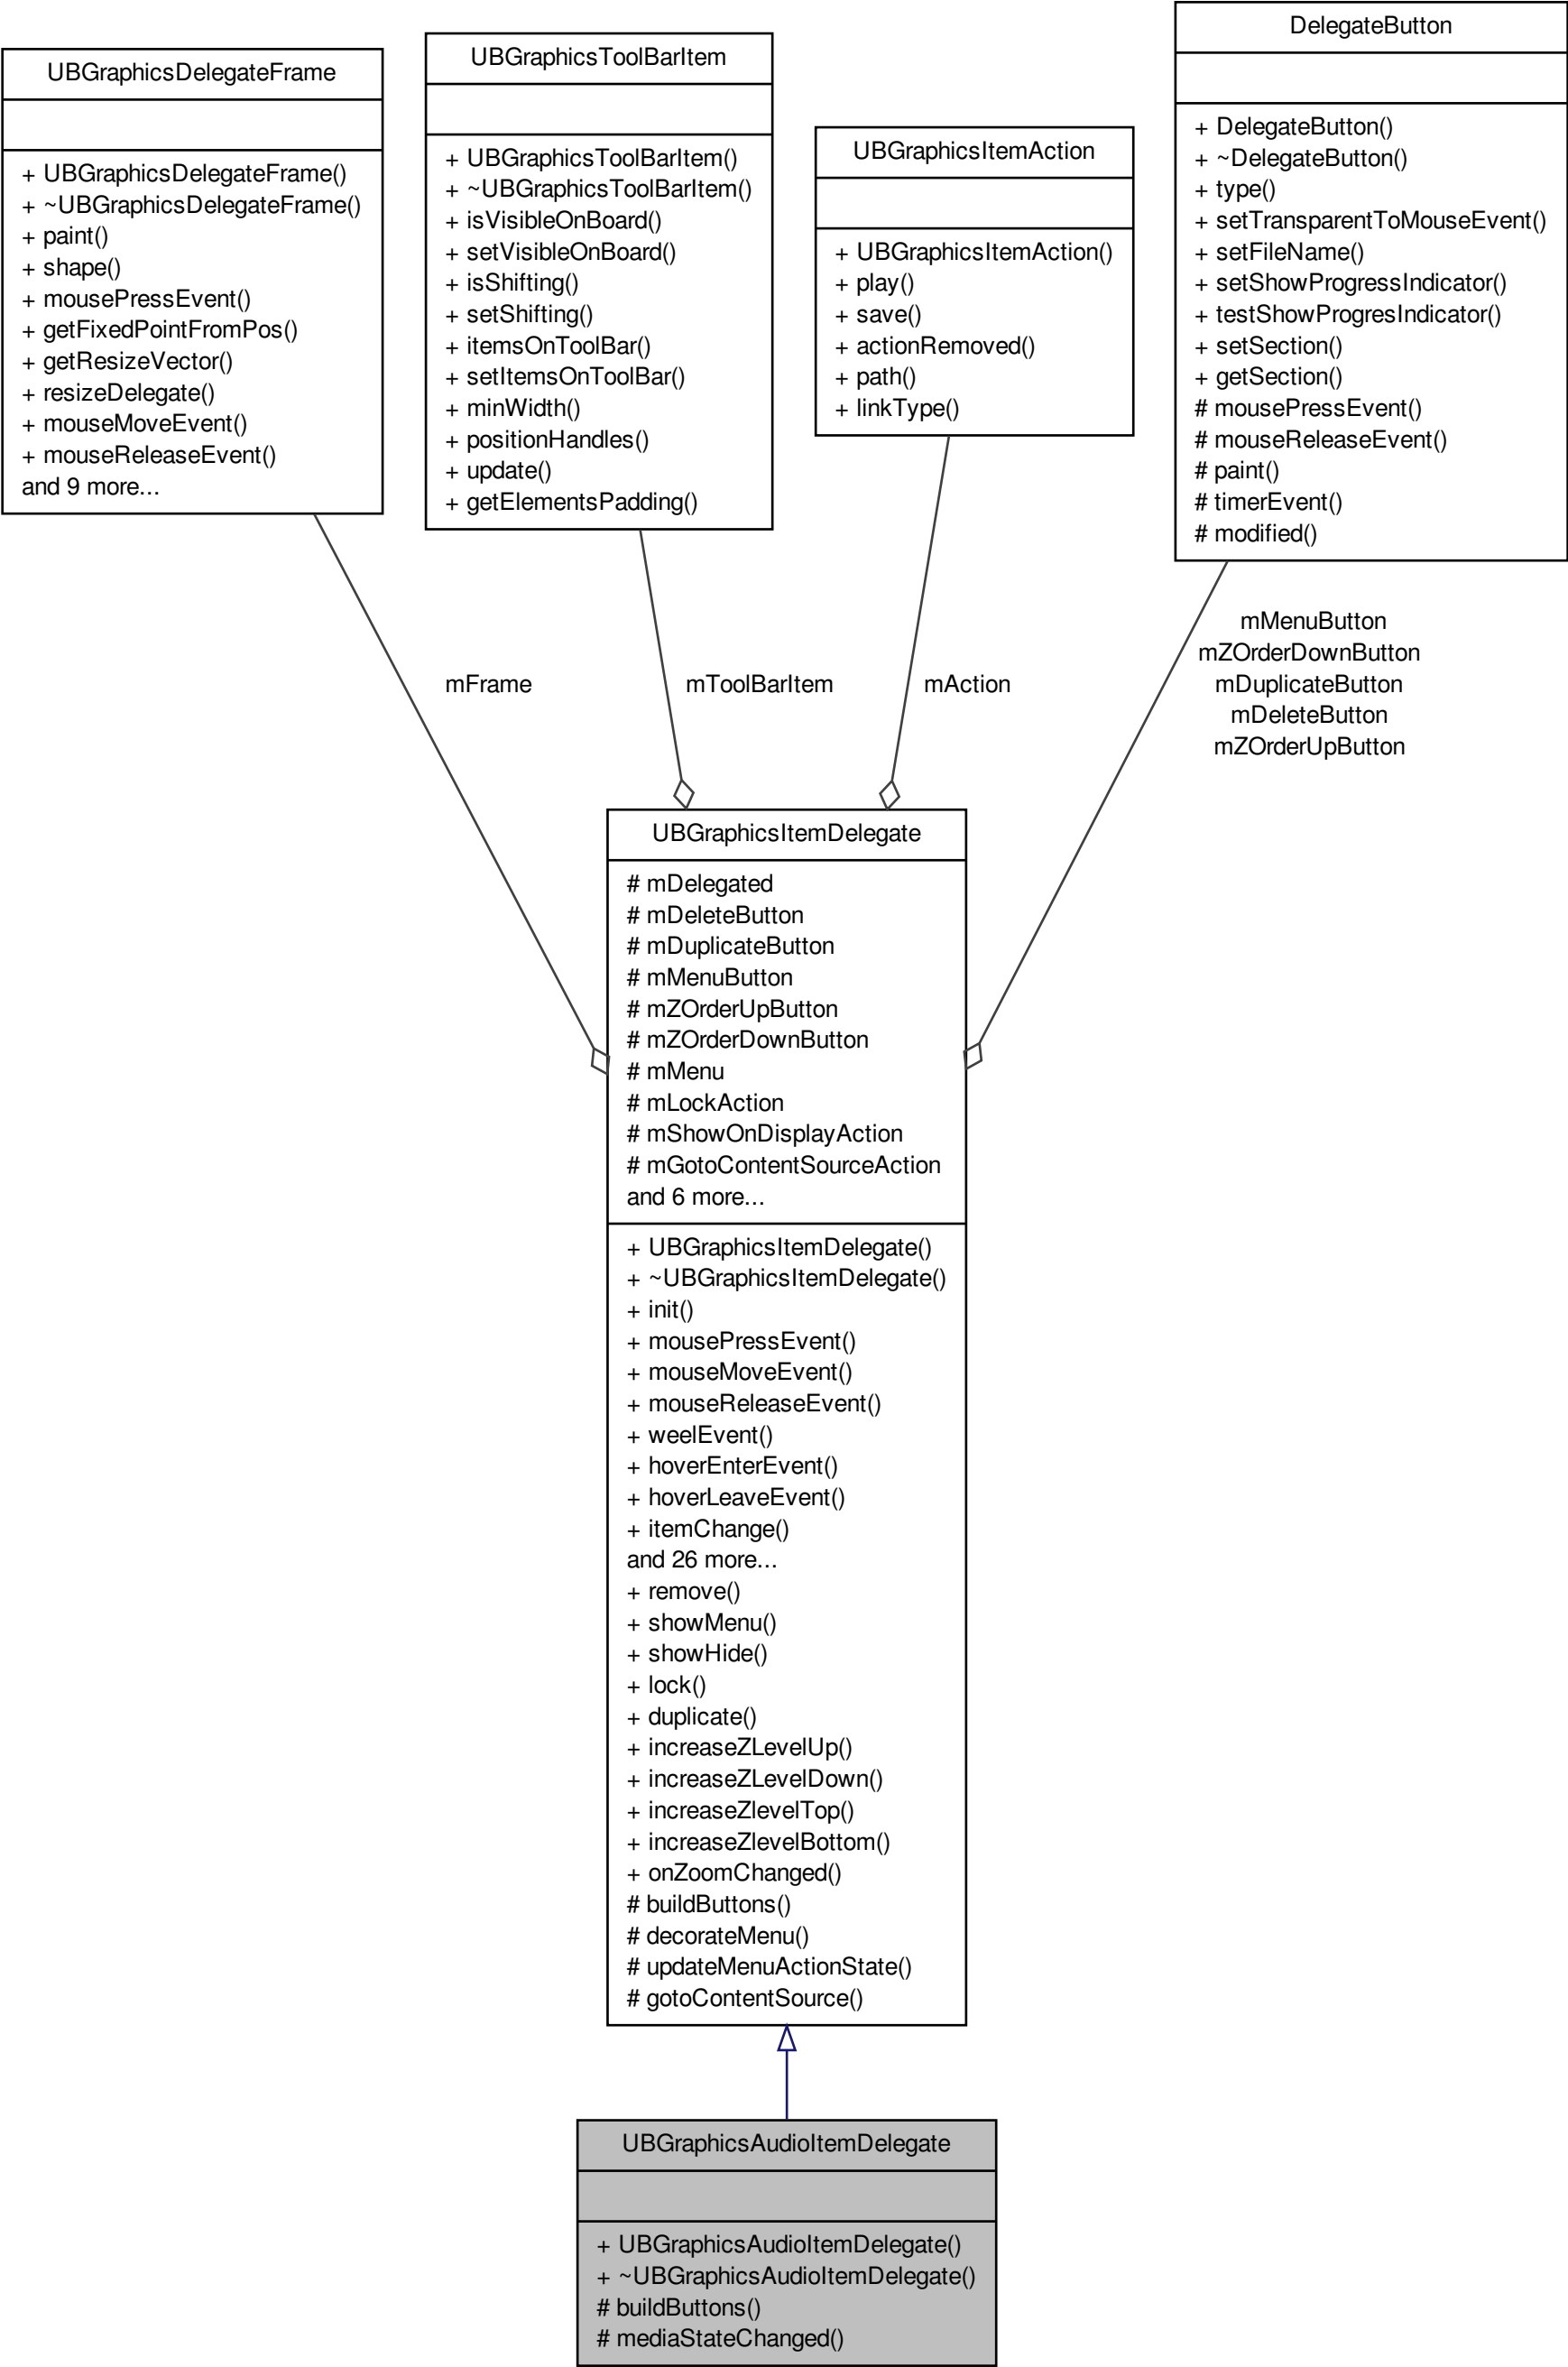 UBGraphicsDelegateFrame
+ UBGraphicsDelegateFrame()
+ ~UBGraphicsDelegateFrame()
+ paint()
+ shape()
+ mousePressEvent()
+ getFixedPointFromPos()
+ getResizeVector()
+ resizeDelegate()
+ mouseMoveEvent()
+ mouseReleaseEvent()
and 9 more...
UBGraphicsToolBarItem
+ UBGraphicsToolBarItem()
+ ~UBGraphicsToolBarItem()
+ isVisibleOnBoard()
+ setVisibleOnBoard()
+ isShifting()
+ setShifting()
+ itemsOnToolBar()
+ setItemsOnToolBar()
+ minWidth()
+ positionHandles()
+ update()
+ getElementsPadding()
UBGraphicsItemAction
+ UBGraphicsItemAction()
+ play()
+ save()
+ actionRemoved()
+ path()
+ linkType()
DelegateButton
+ DelegateButton()
+ ~DelegateButton()
+ type()
+ setTransparentToMouseEvent()
+ setFileName()
+ setShowProgressIndicator()
+ testShowProgresIndicator()
+ setSection()
+ getSection()
# mousePressEvent()
# mouseReleaseEvent()
# paint()
# timerEvent()
# modified()
mFrame
mToolBarItem
mAction
mMenuButton
mZOrderDownButton
mDuplicateButton
mDeleteButton
mZOrderUpButton
UBGraphicsItemDelegate
# mDelegated
# mDeleteButton
# mDuplicateButton
# mMenuButton
# mZOrderUpButton
# mZOrderDownButton
# mMenu
# mLockAction
# mShowOnDisplayAction
# mGotoContentSourceAction
and 6 more...
+ UBGraphicsItemDelegate()
+ ~UBGraphicsItemDelegate()
+ init()
+ mousePressEvent()
+ mouseMoveEvent()
+ mouseReleaseEvent()
+ weelEvent()
+ hoverEnterEvent()
+ hoverLeaveEvent()
+ itemChange()
and 26 more...
+ remove()
+ showMenu()
+ showHide()
+ lock()
+ duplicate()
+ increaseZLevelUp()
+ increaseZLevelDown()
+ increaseZlevelTop()
+ increaseZlevelBottom()
+ onZoomChanged()
# buildButtons()
# decorateMenu()
# updateMenuActionState()
# gotoContentSource()
UBGraphicsAudioItemDelegate
+ UBGraphicsAudioItemDelegate()
+ ~UBGraphicsAudioItemDelegate()
# buildButtons()
# mediaStateChanged()